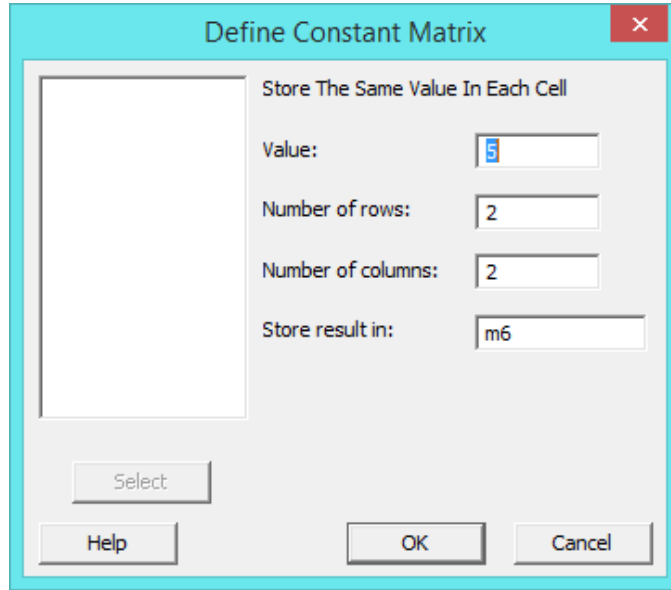 Define Constant Matrix
Store The Same Value In Each Cell
Value: 5
Number of rows: 2
Number of columns: 2
Store result in: m6
Select
Help OK Cancel